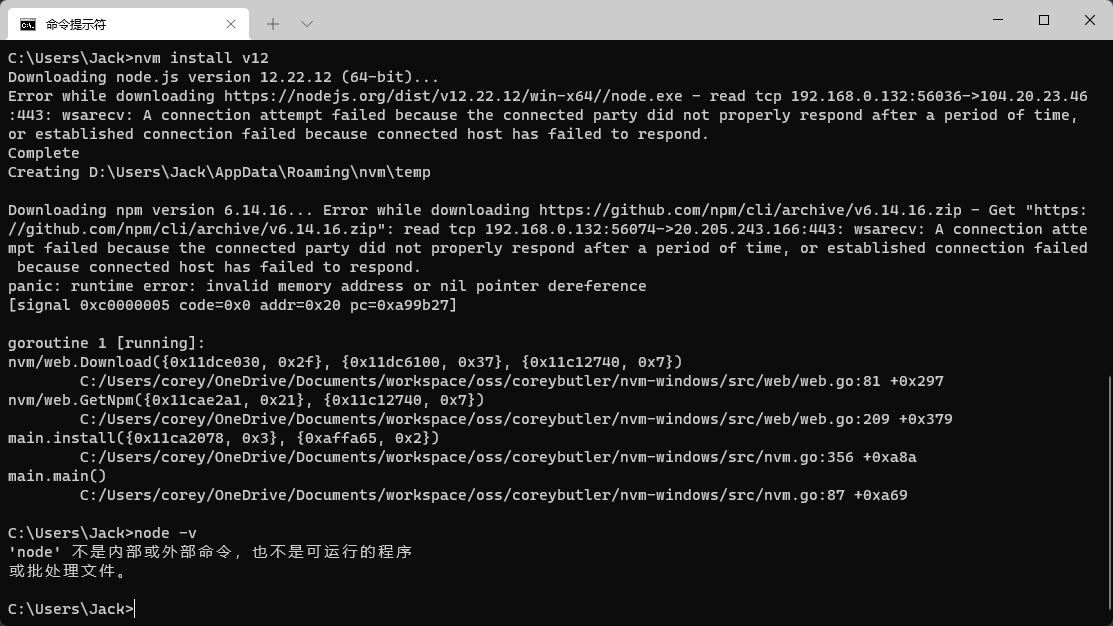 命令提示符
C:\Users\Jack>nvm install v12
Downloading node.js version 12.22.12 (64-bit)...
Error while downloading https://nodejs.org/dist/v12.22.12/win-x64//node.exe - read tcp 192.168.0.132:56036->104.20.23.46
:443: wsarecv: A connection attempt failed because the connected party did not properly respond after a period of time,
or established connection failed because connected host has failed to respond.
Complete
Creating D:\Users\Jack\AppData\Roaming\nvm\temp
Downloading npm version 6.14.16... Error while downloading https://github.com/npm/cli/archive/v6.14.16.zip - Get "https:
//github.com/npm/cli/archive/v6.14.16.zip": read tcp 192.168.0.132:56074->20.205.243.166:443: wsarecv: A connection atte
mpt failed because the connected party did not properly respond after a period of time, or established connection failed
 because connected host has failed to respond.
panic: runtime error: invalid memory address or nil pointer dereference
[signal 0xc0000005 code=0x0 addr=0x20 pc=0xa99b27]
goroutine 1 [running]:
nvm/web.Download({0x11dce030, 0x2f}, {0x11dc6100, 0x37}, {0x11c12740, 0x7})
        C:/Users/corey/OneDrive/Documents/workspace/oss/coreybutler/nvm-windows/src/web/web.go:81 +0x297
nvm/web.GetNpm({0x11cae2a1, 0x21}, {0x11c12740, 0x7})
        C:/Users/corey/OneDrive/Documents/workspace/oss/coreybutler/nvm-windows/src/web/web.go:209 +0x379
main.install({0x11ca2078, 0x3}, {0xaffa65, 0x2})
        C:/Users/corey/OneDrive/Documents/workspace/oss/coreybutler/nvm-windows/src/nvm.go:356 +0xa8a
main.main()
        C:/Users/corey/OneDrive/Documents/workspace/oss/coreybutler/nvm-windows/src/nvm.go:87 +0xa69
C:\Users\Jack>node -v
'node' 不是内部或外部命令，也不是可运行的程序
或批处理文件。
C:\Users\Jack>